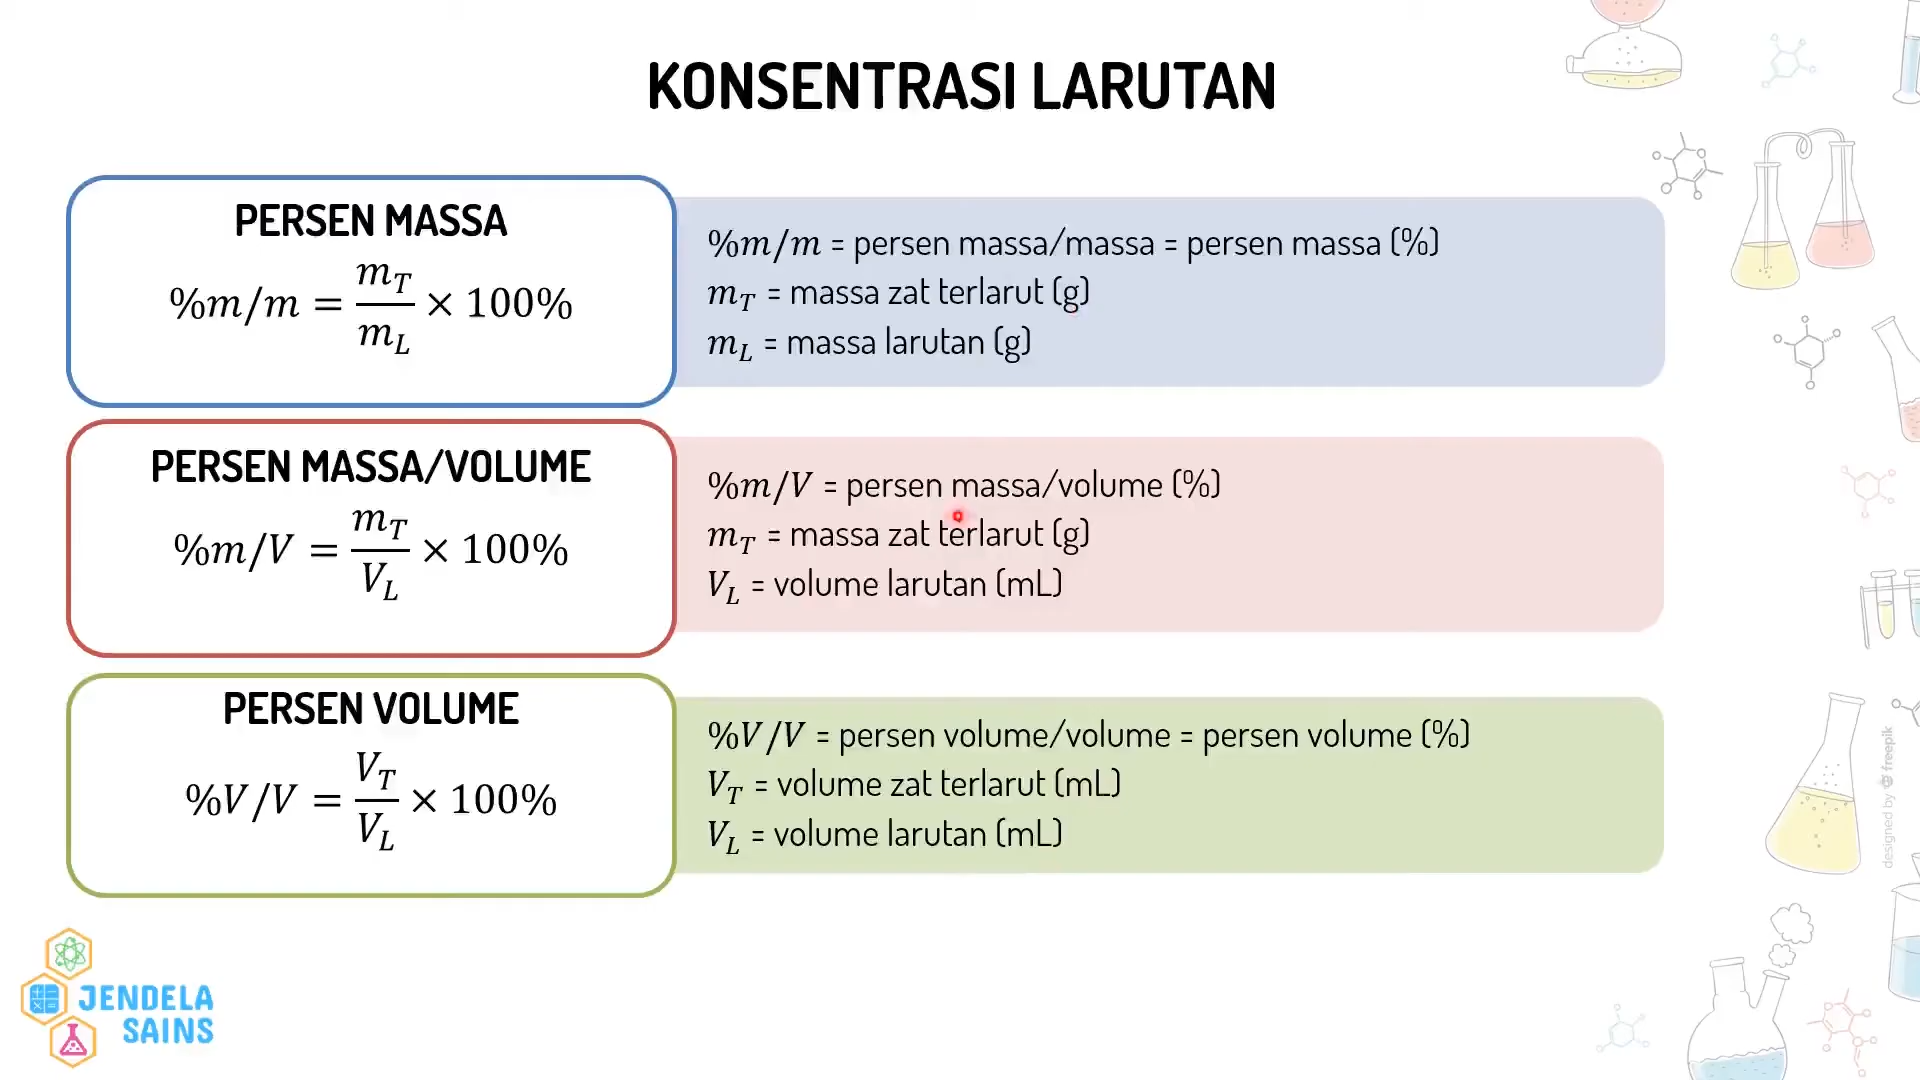 KONSENTRASI LARUTAN
PERSEN MASSA
%m/m = m_T/m_L × 100%
%m/m = persen massa/massa = persen massa (%)
m_T = massa zat terlarut (g)
m_L = massa larutan (g)
PERSEN MASSA/VOLUME
%m/V = m_T/V_L × 100%
%m/V = persen massa/volume (%)
m_T = massa zat terlarut (g)
V_L = volume larutan (mL)
PERSEN VOLUME
%V/V = V_T/V_L × 100%
%V/V = persen volume/volume = persen volume (%)
V_T = volume zat terlarut (mL)
V_L = volume larutan (mL)
designed by freepik
JENDELA
SAINS